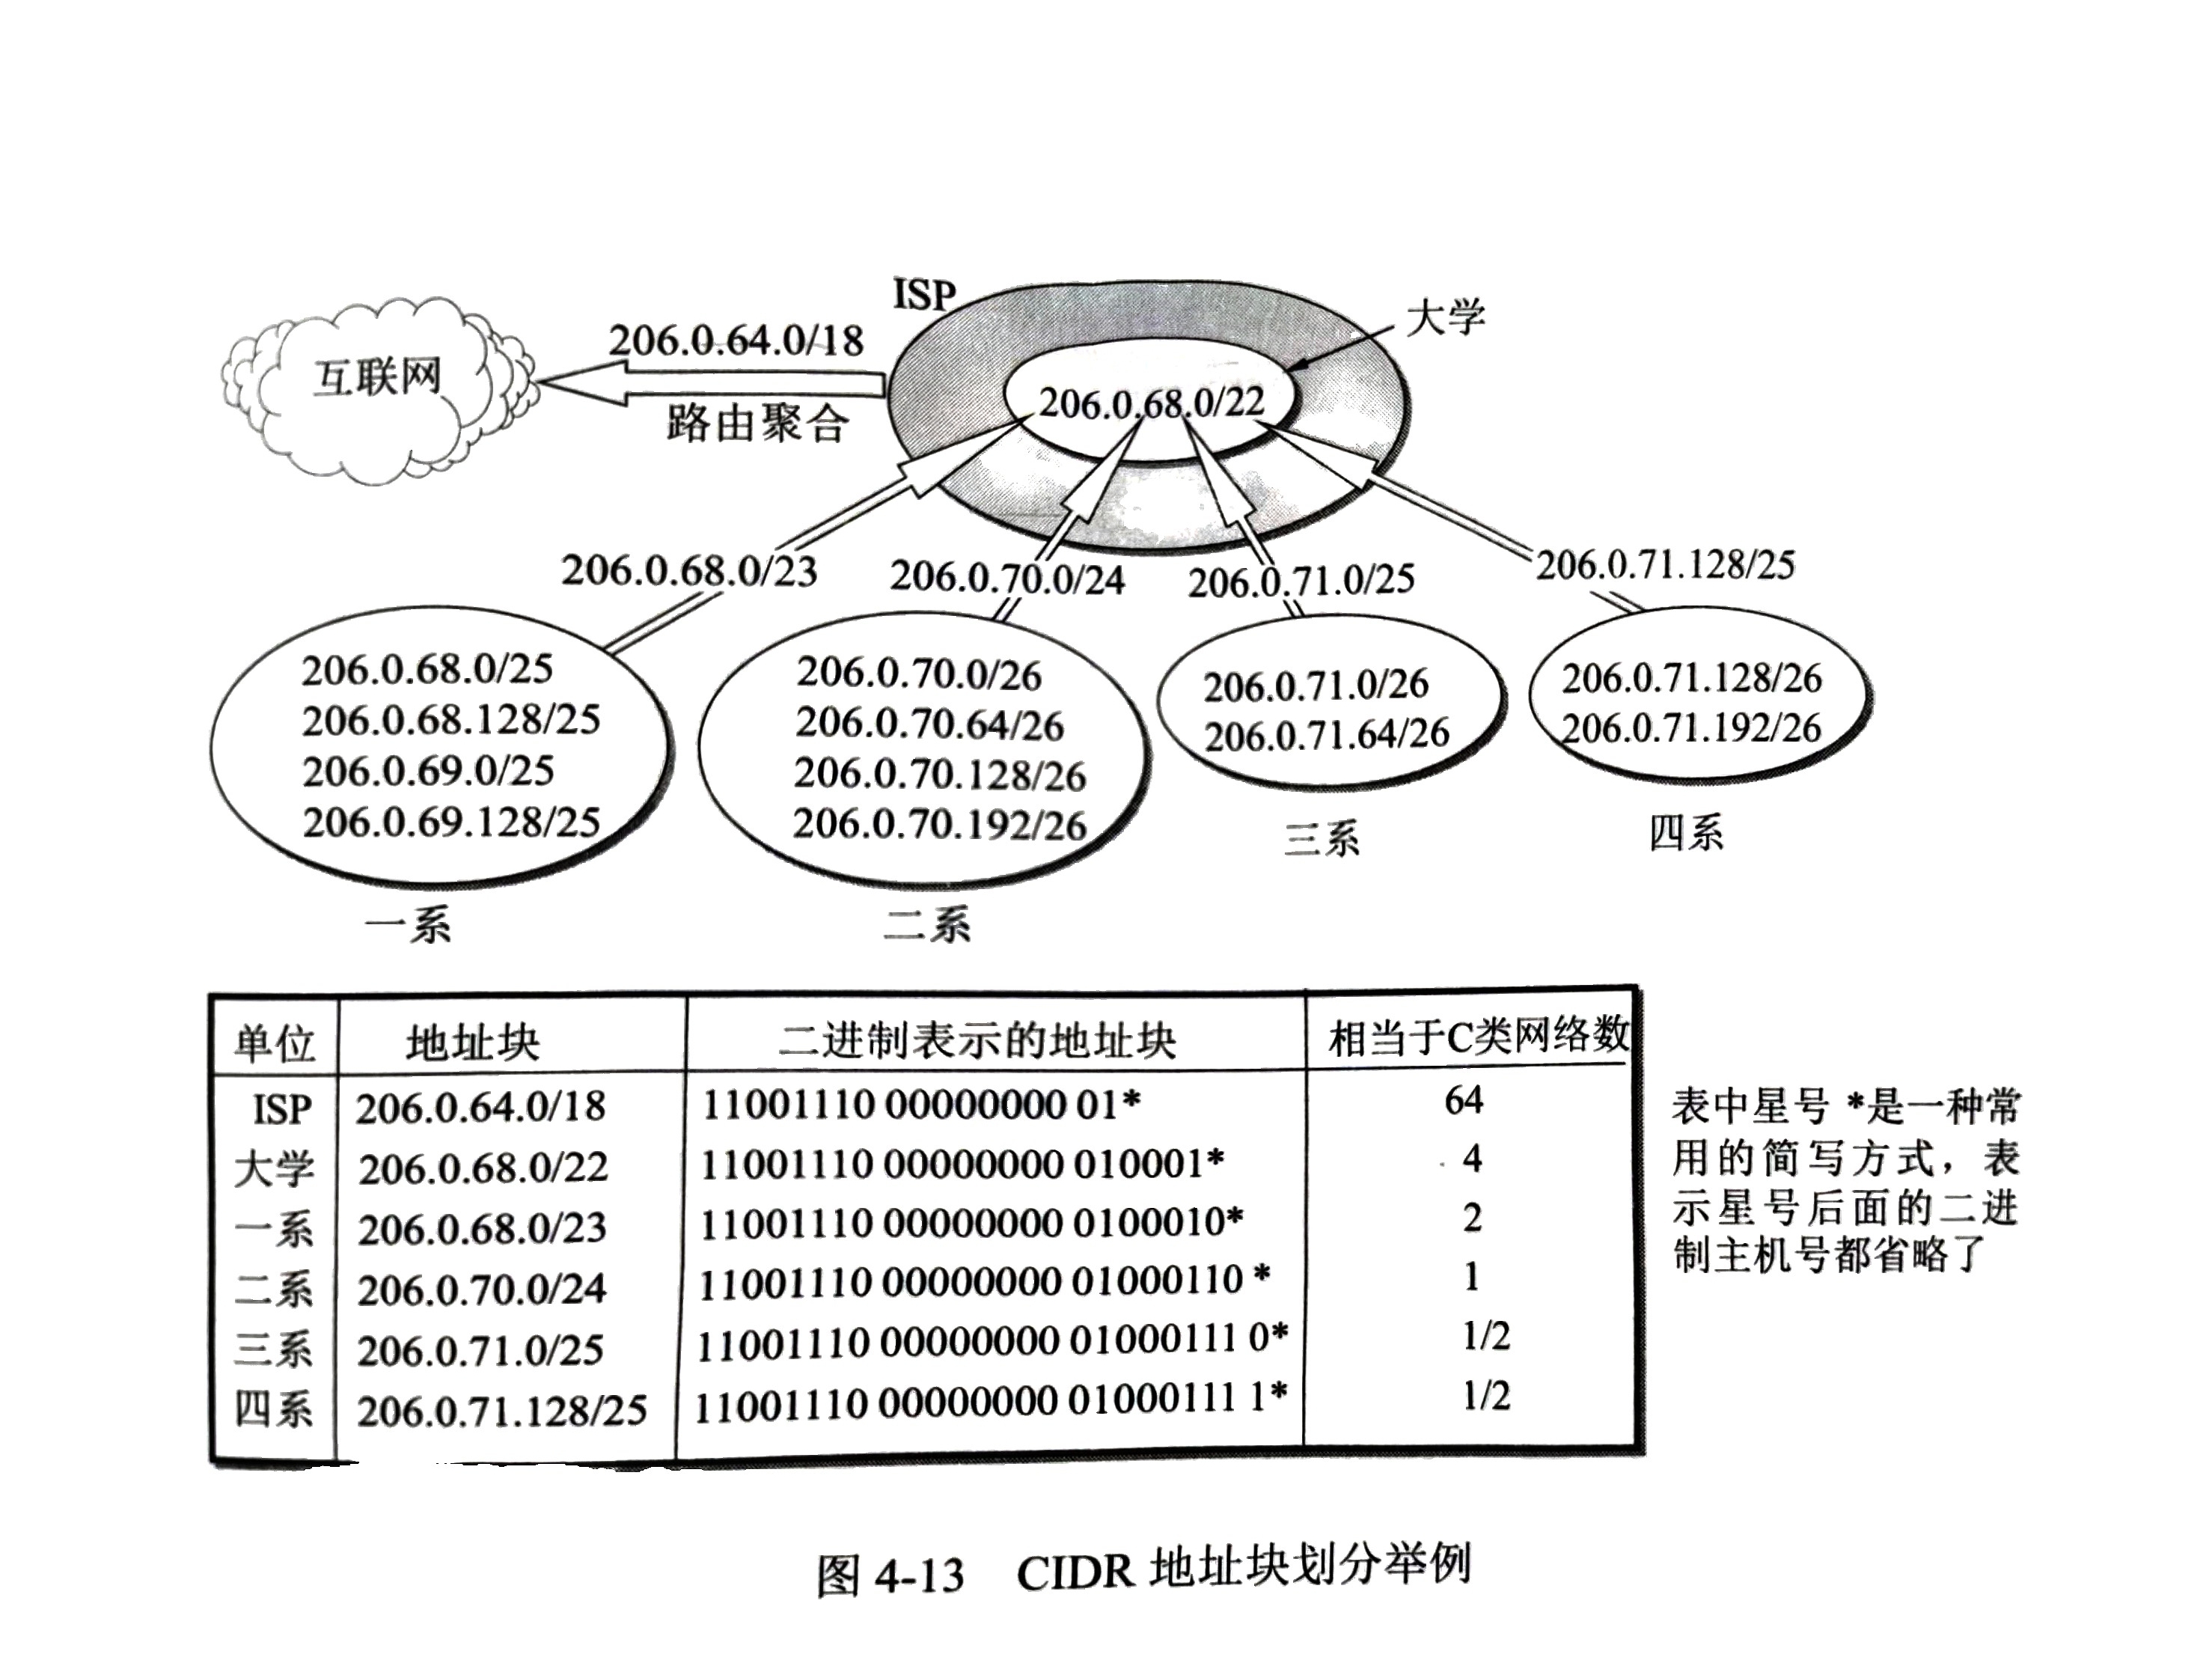 ISP
大学
206.0.64.0/18
互联网
路由聚合
206.0.68.0/22
206.0.68.0/23
206.0.70.0/24
206.0.71.0/25
206.0.71.128/25
206.0.68.0/25
206.0.68.128/25
206.0.69.0/25
206.0.69.128/25
一系
206.0.70.0/26
206.0.70.64/26
206.0.70.128/26
206.0.70.192/26
二系
206.0.71.0/26
206.0.71.64/26
三系
206.0.71.128/26
206.0.71.192/26
四系
单位 地址块 二进制表示的地址块 相当于C类网络数
ISP 206.0.64.0/18 11001110 00000000 01* 64
大学 206.0.68.0/22 11001110 00000000 010001* 4
一系 206.0.68.0/23 11001110 00000000 0100010* 2
二系 206.0.70.0/24 11001110 00000000 01000110 * 1
三系 206.0.71.0/25 11001110 00000000 01000111 0* 1/2
四系 206.0.71.128/25 11001110 00000000 01000111 1* 1/2
表中星号 *是一种常
用的简写方式，表
示星号后面的二进
制主机号都省略了
图 4-13 CIDR 地址块划分举例